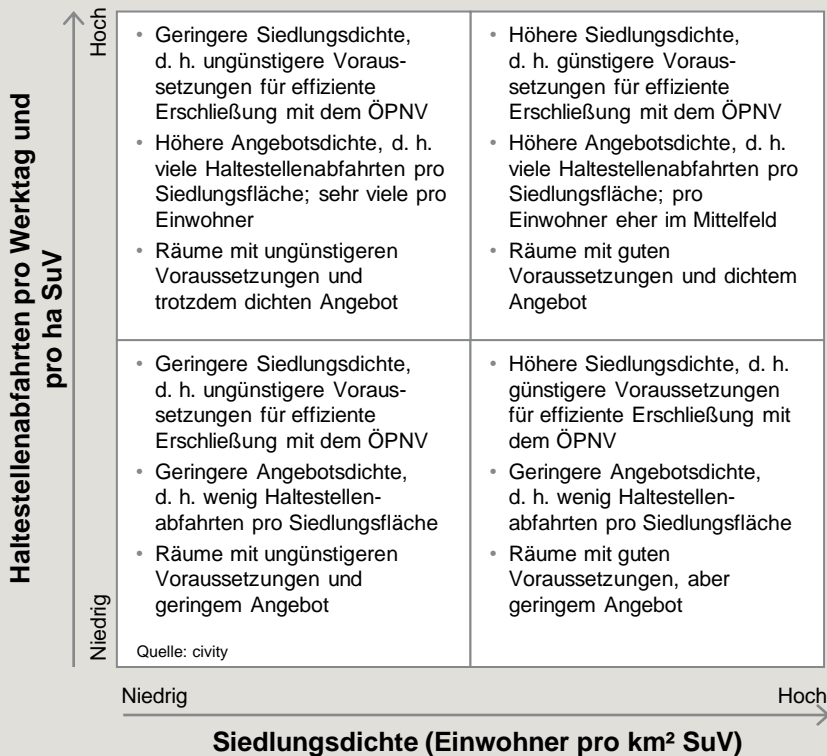 Haltestellenabfahrten pro Werktag und
pro ha SuV
Hoch
Niedrig
• Geringere Siedlungsdichte,
d. h. ungünstigere Voraus-
setzungen für effiziente
Erschließung mit dem ÖPNV
• Höhere Angebotsdichte, d. h.
viele Haltestellenabfahrten pro
Siedlungsfläche; sehr viele pro
Einwohner
• Räume mit ungünstigeren
Voraussetzungen und
trotzdem dichten Angebot
• Höhere Siedlungsdichte,
d. h. günstigere Voraus-
setzungen für effiziente
Erschließung mit dem ÖPNV
• Höhere Angebotsdichte, d. h.
viele Haltestellenabfahrten pro
Siedlungsfläche; pro
Einwohner eher im Mittelfeld
• Räume mit guten
Voraussetzungen und dichtem
Angebot
• Geringere Siedlungsdichte,
d. h. ungünstigere Voraus-
setzungen für effiziente
Erschließung mit dem ÖPNV
• Geringere Angebotsdichte,
d. h. wenig Haltestellen-
abfahrten pro Siedlungsfläche
• Räume mit ungünstigeren
Voraussetzungen und
geringem Angebot
Quelle: civity
• Höhere Siedlungsdichte, d. h.
günstigere Voraussetzungen
für effiziente Erschließung mit
dem ÖPNV
• Geringere Angebotsdichte,
d. h. wenig Haltestellen-
abfahrten pro Siedlungsfläche
• Räume mit guten
Voraussetzungen, aber
geringem Angebot
Niedrig
Hoch
Siedlungsdichte (Einwohner pro km² SuV)